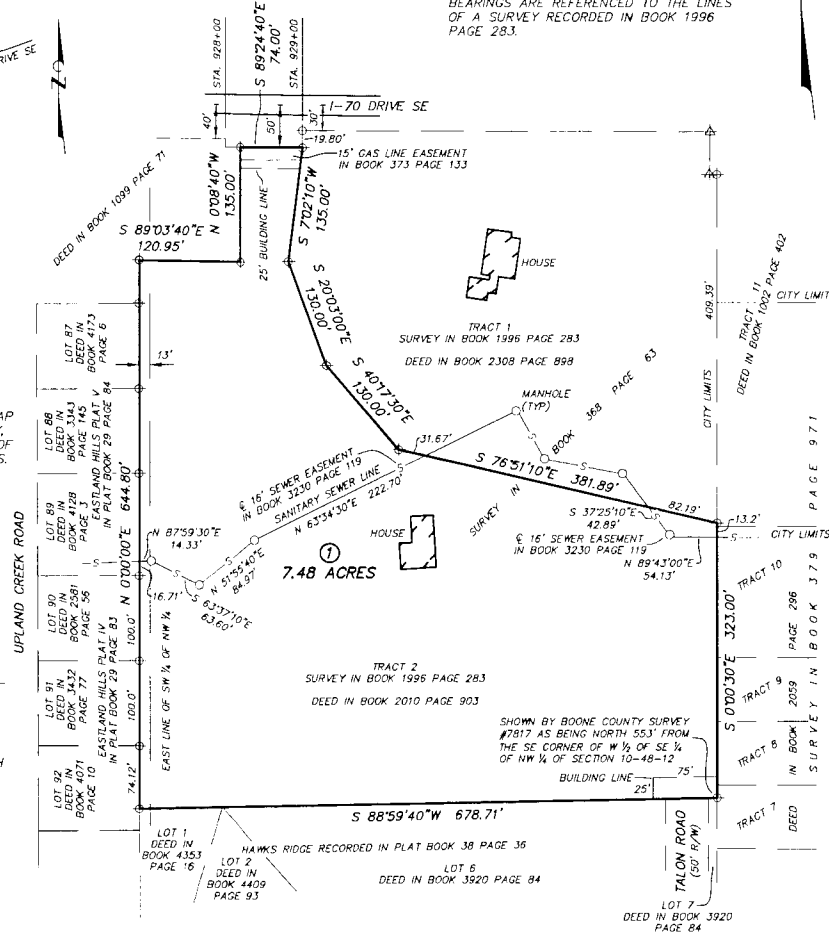 BEARINGS ARE REFERENCED TO THE LINES
OF A SURVEY RECORDED IN BOOK 1996
PAGE 283.
RIVE SE
N
STA. 928+00
S 89°24'40"E
74.00'
STA. 929+00
I-70 DRIVE SE
40'
50'
30'
19.80'
15' GAS LINE EASEMENT
IN BOOK 373 PAGE 133
DEED IN BOOK 1099 PAGE 71
N 0°08'40"W
135.00'
S 7°02'10"W
135.00'
25' BUILDING LINE
S 89°03'40"E
120.95'
HOUSE
S 20°03'00"E
130.00'
S 40°17'30"E
130.00'
TRACT 1
SURVEY IN BOOK 1996 PAGE 283
DEED IN BOOK 2308 PAGE 898
409.39'
TRACT 11
DEED IN BOOK 1002 PAGE 402
CITY LIMIT
CITY LIMITS
LOT 87
DEED IN
BOOK 4173
PAGE 6
13'
MANHOLE
(TYP)
SURVEY IN BOOK 368 PAGE 63
AP
OF
S.
LOT 88
DEED IN
BOOK 3343
PAGE 145
EASTLAND HILLS PLAT V
IN PLAT BOOK 29 PAGE 84
31.67'
S 76°51'10"E 381.89'
℄ 16' SEWER EASEMENT
IN BOOK 3230 PAGE 119
S
SANITARY SEWER LINE
N 63°34'30"E 222.70'
LOT 89
DEED IN
BOOK 4128
PAGE 3
N 0°00'00"E 644.80'
82.19'
S 37°25'10"E
42.89'
13.2'
℄ 16' SEWER EASEMENT
IN BOOK 3230 PAGE 119
S
CITY LIMITS
N 89°43'00"E
54.13'
HOUSE
N 87°59'30"E
14.33'
N 51°55'40"E
84.97'
1
7.48 ACRES
S
S
S
16.71'
S 63°37'10"E
63.60'
UPLAND CREEK ROAD
LOT 90
DEED IN
BOOK 2581
PAGE 56
100.0'
EAST LINE OF SW ¼ OF NW ¼
EASTLAND HILLS PLAT IV
IN PLAT BOOK 29 PAGE 83
LOT 91
DEED IN
BOOK 3432
PAGE 77
100.0'
TRACT 2
SURVEY IN BOOK 1996 PAGE 283
DEED IN BOOK 2010 PAGE 903
S 0°00'30"E 323.00'
TRACT 10
TRACT 9
TRACT 8
TRACT 7
DEED IN BOOK 2059 PAGE 296
SURVEY IN BOOK 379 PAGE 971
SHOWN BY BOONE COUNTY SURVEY
#7817 AS BEING NORTH 553' FROM
THE SE CORNER OF W ½ OF SE ¼
OF NW ¼ OF SECTION 10-48-12
BUILDING LINE
75'
25'
H
LOT 92
DEED IN
BOOK 4071
PAGE 10
74.12'
S 88°59'40"W 678.71'
LOT 1
DEED IN
BOOK 4353
PAGE 16
LOT 2
DEED IN
BOOK 4409
PAGE 93
HAWKS RIDGE RECORDED IN PLAT BOOK 38 PAGE 36
LOT 6
DEED IN BOOK 3920 PAGE 84
TALON ROAD
(50' R/W)
LOT 7
DEED IN BOOK 3920
PAGE 84